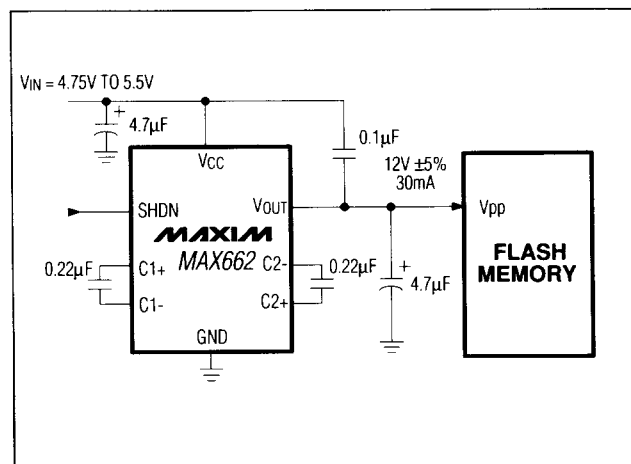 VIN = 4.75V TO 5.5V
+
4.7µF
0.1µF
12V ±5%
30mA
VCC
SHDN
VOUT
Vpp
MAXIM
MAX662
FLASH
MEMORY
0.22µF
C1+
C2-
0.22µF
+
4.7µF
C1-
C2+
GND